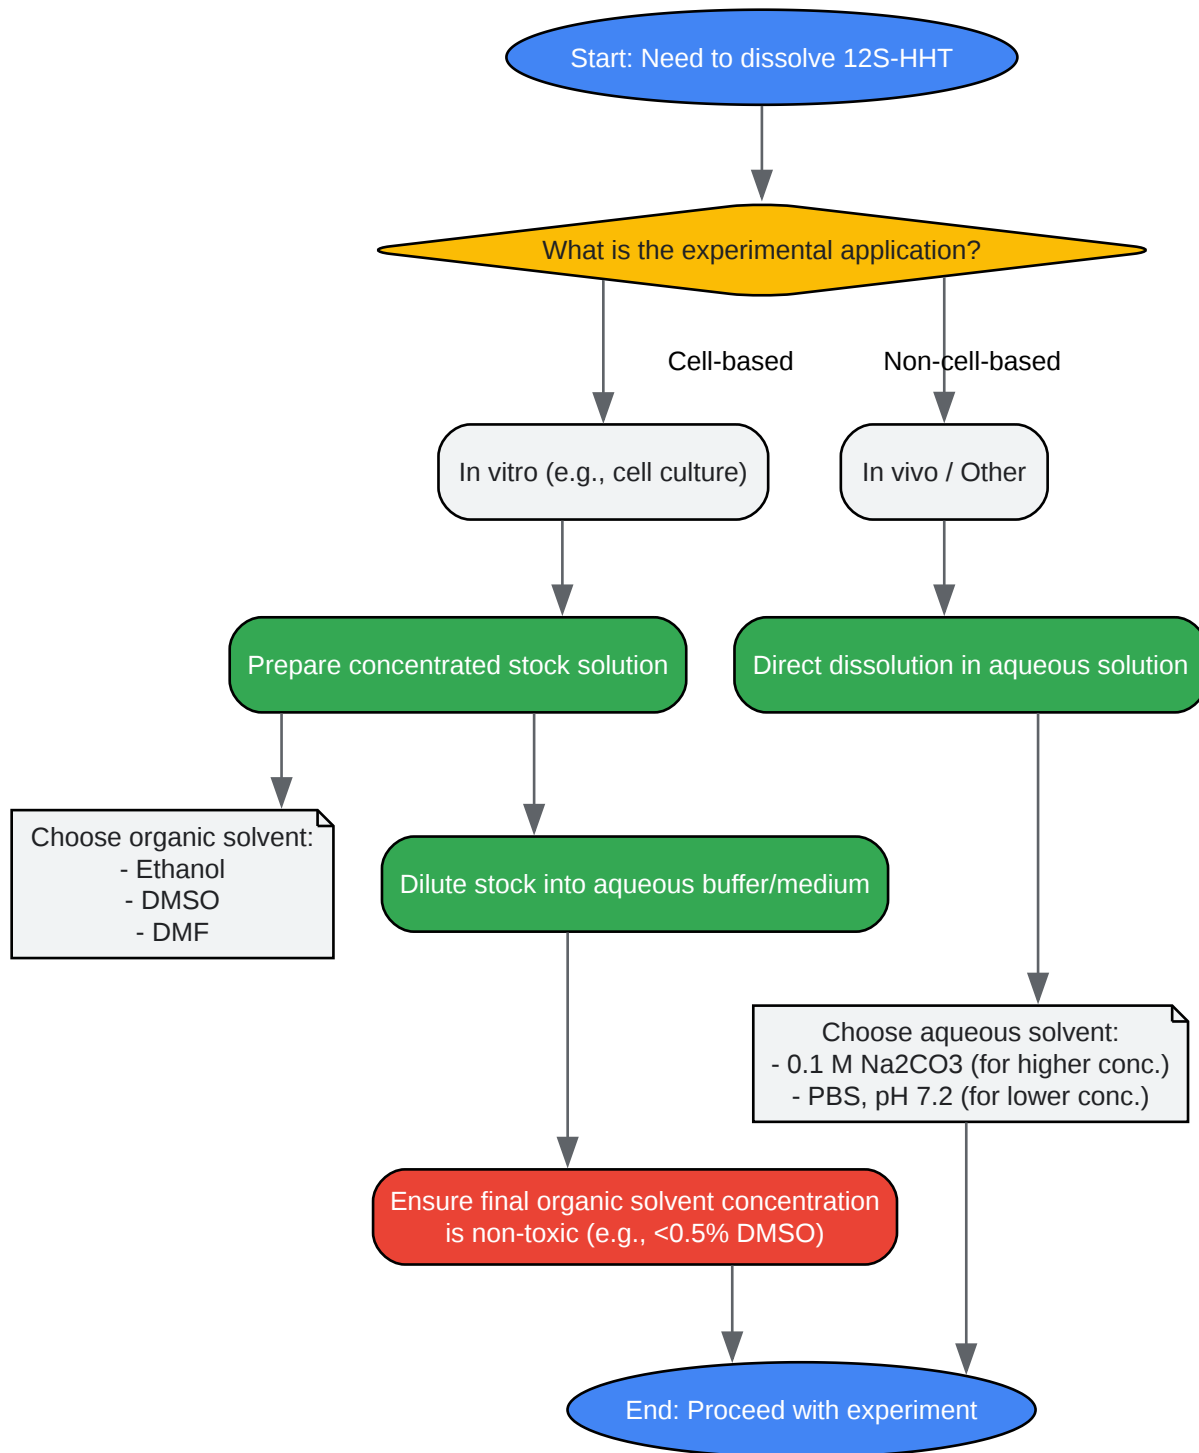 Start: Need to dissolve 12S-HHT
What is the experimental application?
Cell-based
Non-cell-based
In vitro (e.g., cell culture)
In vivo / Other
Prepare concentrated stock solution
Direct dissolution in aqueous solution
Choose organic solvent:
- Ethanol
- DMSO
- DMF
Dilute stock into aqueous buffer/medium
Choose aqueous solvent:
- 0.1 M Na2CO3 (for higher conc.)
- PBS, pH 7.2 (for lower conc.)
Ensure final organic solvent concentration
is non-toxic (e.g., <0.5% DMSO)
End: Proceed with experiment